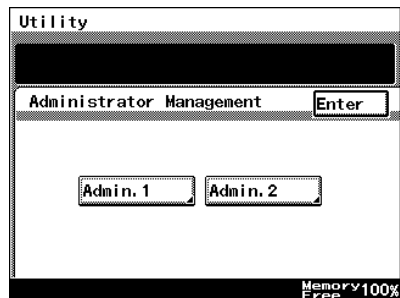 Utility
Administrator Management Enter
Admin.1 Admin.2
Memory 100%
Free